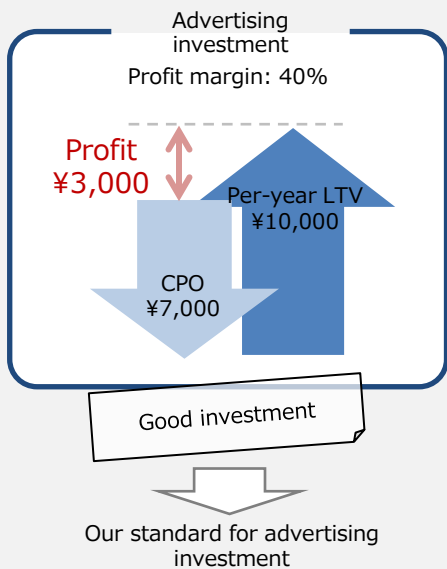 Advertising
investment
Profit margin: 40%
Profit
¥3,000
Per-year LTV
¥10,000
CPO
¥7,000
Good investment
Our standard for advertising
investment